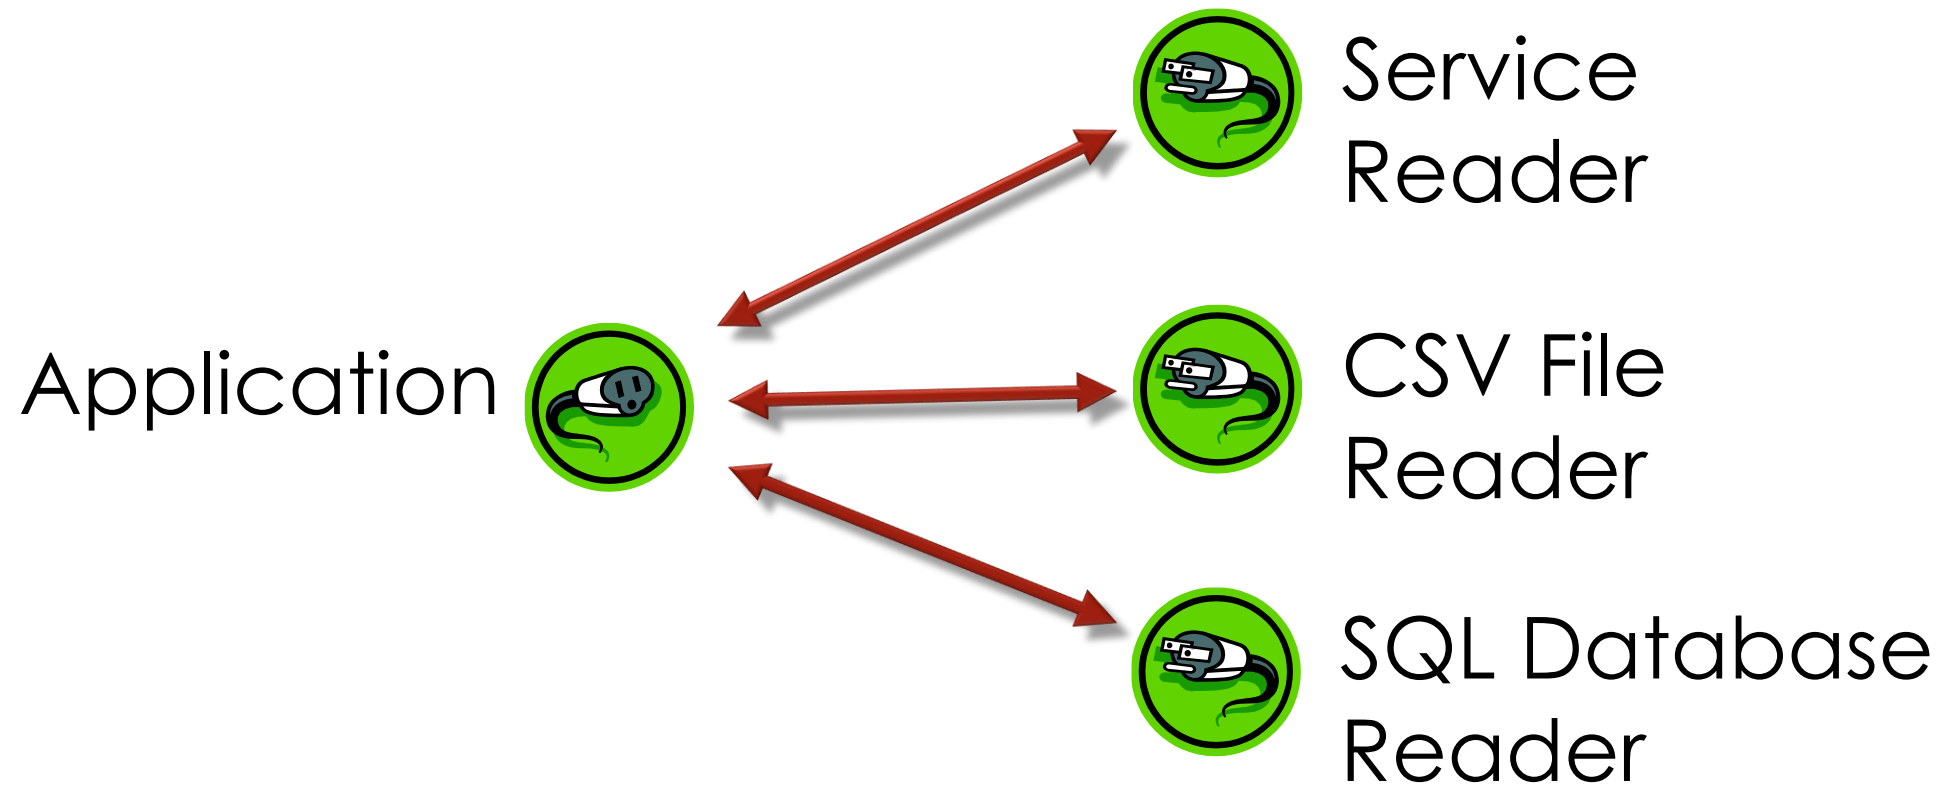 Application
Service
Reader
CSV File
Reader
SQL Database
Reader